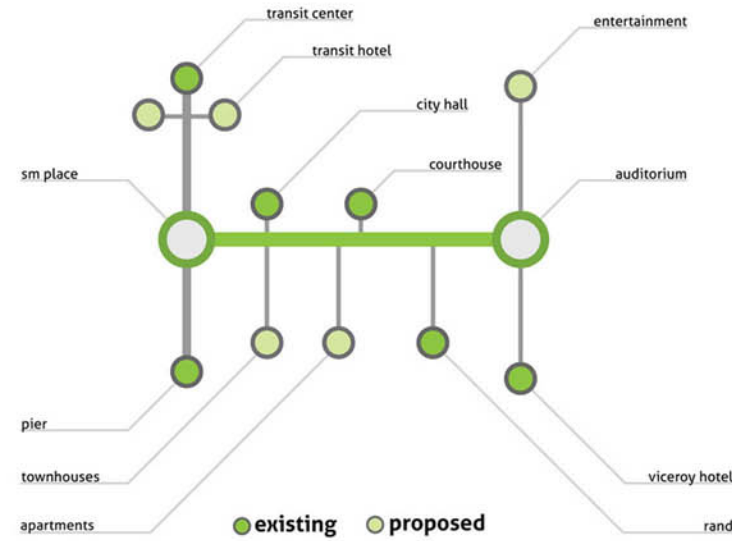 transit center
entertainment
transit hotel
city hall
courthouse
sm place
auditorium
pier
townhouses
viceroy hotel
apartments
rand
existing
proposed